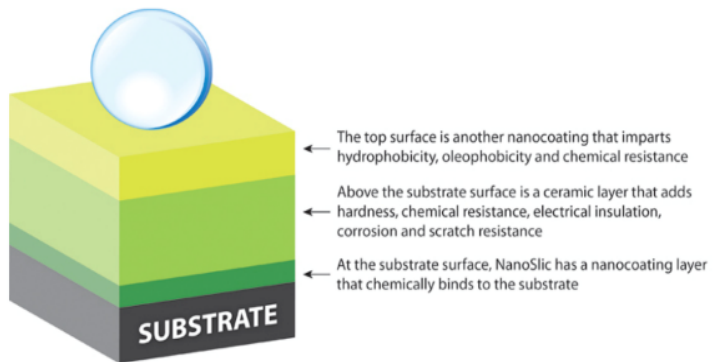 The top surface is another nanocoating that imparts
hydrophobicity, oleophobicity and chemical resistance
Above the substrate surface is a ceramic layer that adds
hardness, chemical resistance, electrical insulation,
corrosion and scratch resistance
At the substrate surface, NanoSlic has a nanocoating layer
that chemically binds to the substrate
SUBSTRATE